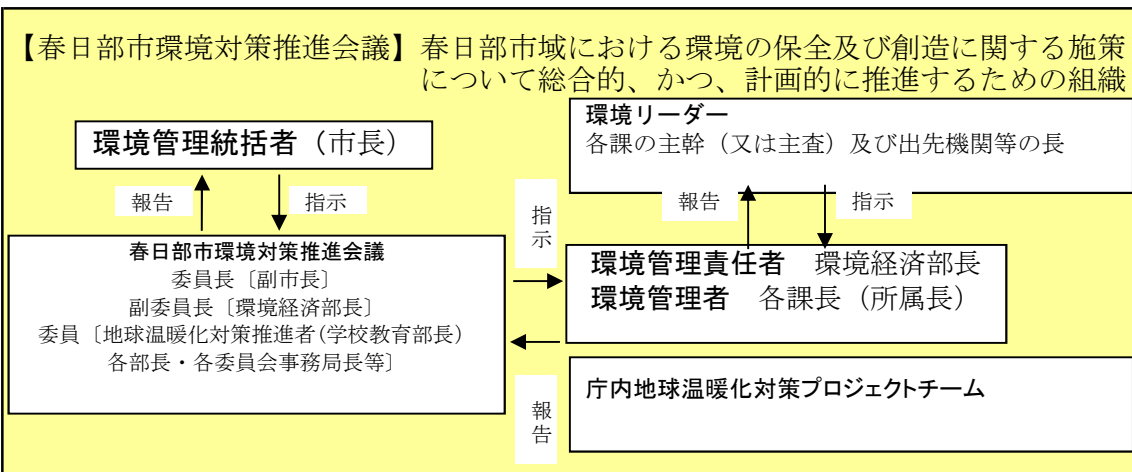 【春日部市環境対策推進会議】春日部市域における環境の保全及び創造に関する施策
について総合的、かつ、計画的に推進するための組織
環境管理統括者（市長）
報告
指示
春日部市環境対策推進会議
委員長〔副市長〕
副委員長〔環境経済部長〕
委員〔地球温暖化対策推進者(学校教育部長)
各部長・各委員会事務局長等〕
指示
報告
環境リーダー
各課の主幹（又は主査）及び出先機関等の長
報告
指示
環境管理責任者　環境経済部長
環境管理者　各課長（所属長）
庁内地球温暖化対策プロジェクトチーム